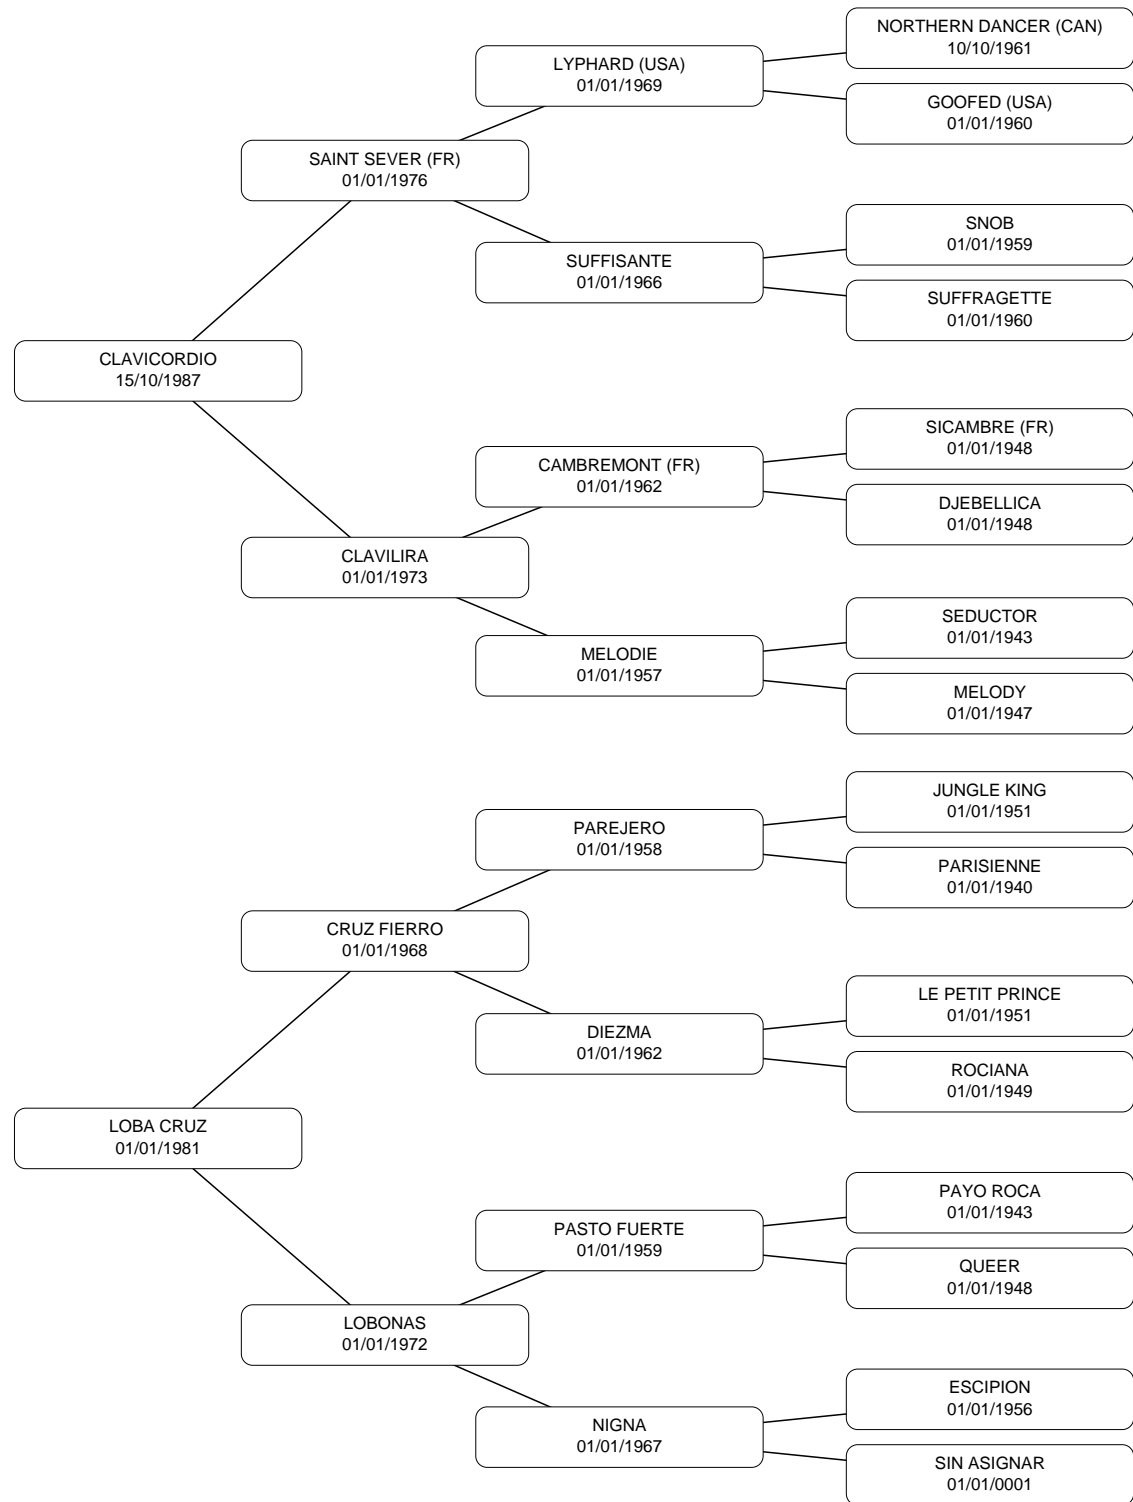 NORTHERN DANCER (CAN)
10/10/1961
LYPHARD (USA)
01/01/1969
GOOFED (USA)
01/01/1960
SAINT SEVER (FR)
01/01/1976
SNOB
01/01/1959
SUFFISANTE
01/01/1966
SUFFRAGETTE
01/01/1960
CLAVICORDIO
15/10/1987
SICAMBRE (FR)
01/01/1948
CAMBREMONT (FR)
01/01/1962
DJEBELLICA
01/01/1948
CLAVILIRA
01/01/1973
SEDUCTOR
01/01/1943
MELODIE
01/01/1957
MELODY
01/01/1947
JUNGLE KING
01/01/1951
PAREJERO
01/01/1958
PARISIENNE
01/01/1940
CRUZ FIERRO
01/01/1968
LE PETIT PRINCE
01/01/1951
DIEZMA
01/01/1962
ROCIANA
01/01/1949
LOBA CRUZ
01/01/1981
PAYO ROCA
01/01/1943
PASTO FUERTE
01/01/1959
QUEER
01/01/1948
LOBONAS
01/01/1972
ESCIPION
01/01/1956
NIGNA
01/01/1967
SIN ASIGNAR
01/01/0001